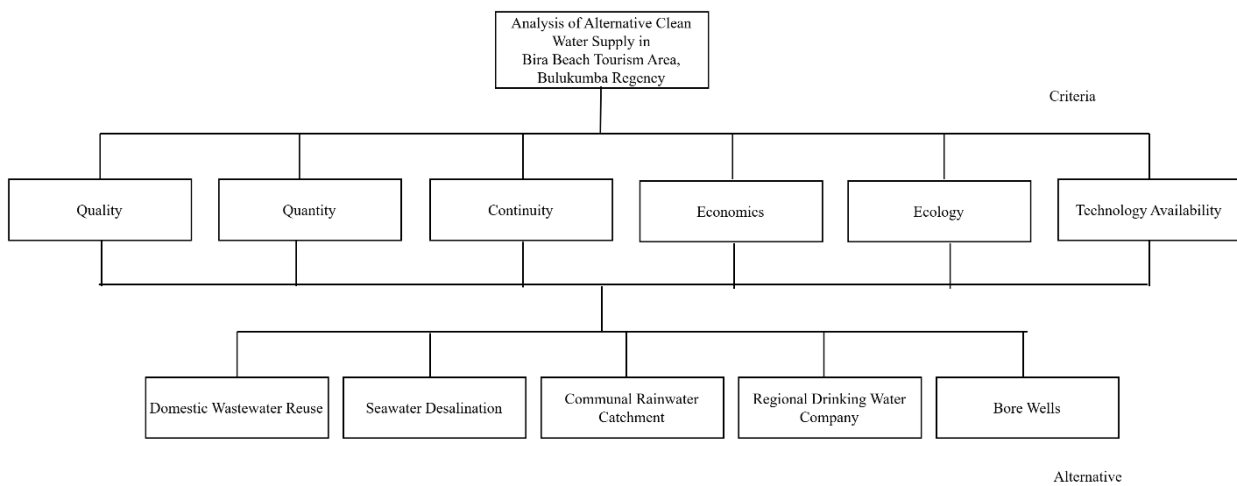 Analysis of Alternative Clean
Water Supply in
Bira Beach Tourism Area,
Bulukumba Regency
Criteria
Quality
Quantity
Continuity
Economics
Ecology
Technology Availability
Domestic Wastewater Reuse
Seawater Desalination
Communal Rainwater
Catchment
Regional Drinking Water
Company
Bore Wells
Alternative